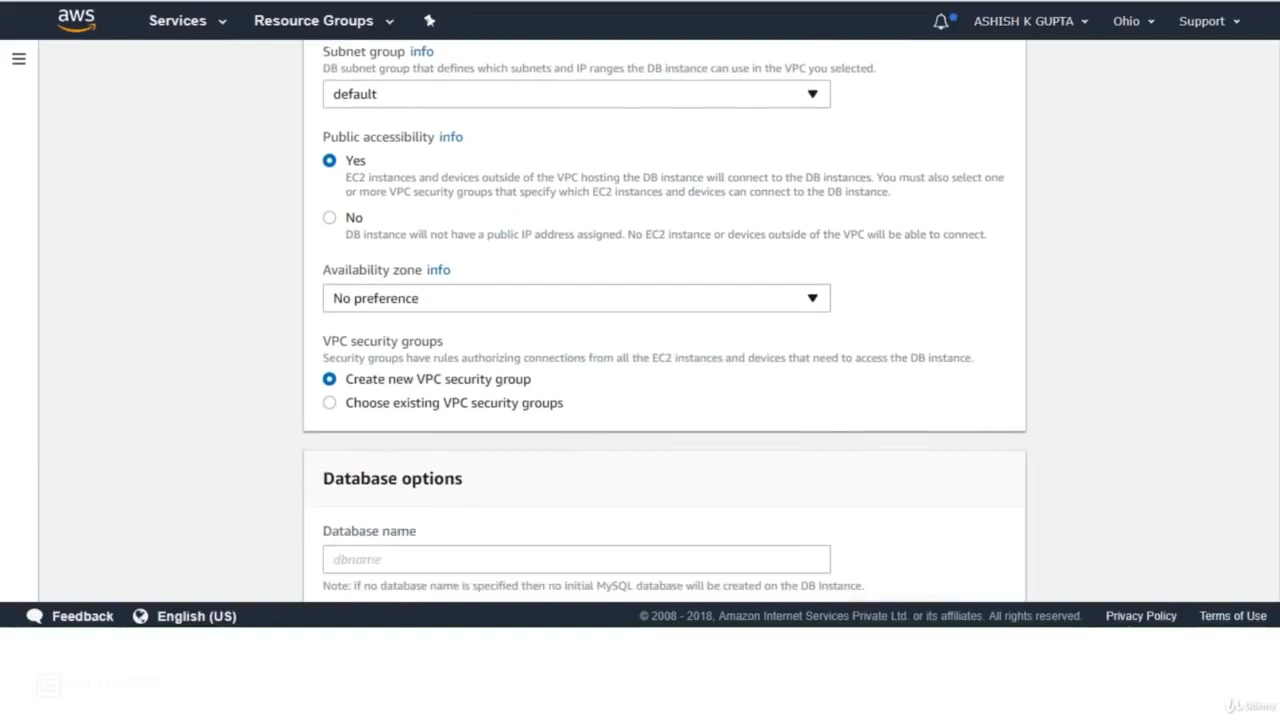 aws Services Resource Groups ASHISH K GUPTA Ohio Support
Subnet group info
DB subnet group that defines which subnets and IP ranges the DB instance can use in the VPC you selected.
default
Public accessibility info
Yes
EC2 instances and devices outside of the VPC hosting the DB instance will connect to the DB instances. You must also select one
or more VPC security groups that specify which EC2 instances and devices can connect to the DB instance.
No
DB instance will not have a public IP address assigned. No EC2 instance or devices outside of the VPC will be able to connect.
Availability zone info
No preference
VPC security groups
Security groups have rules authorizing connections from all the EC2 instances and devices that need to access the DB instance.
Create new VPC security group
Choose existing VPC security groups
Database options
Database name
dbname
Note: if no database name is specified then no initial MySQL database will be created on the DB Instance.
Feedback English (US) © 2008 - 2018, Amazon Internet Services Private Ltd. or its affiliates. All rights reserved. Privacy Policy Terms of Use
Udemy